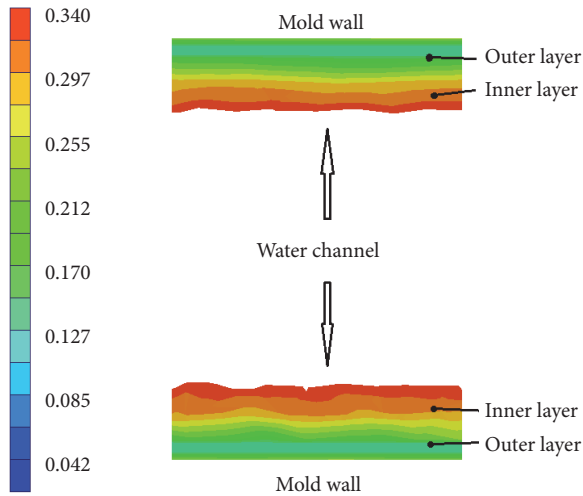 0.340
0.297
0.255
0.212
0.170
0.127
0.085
0.042
Mold wall
Outer layer
Inner layer
Water channel
Inner layer
Outer layer
Mold wall